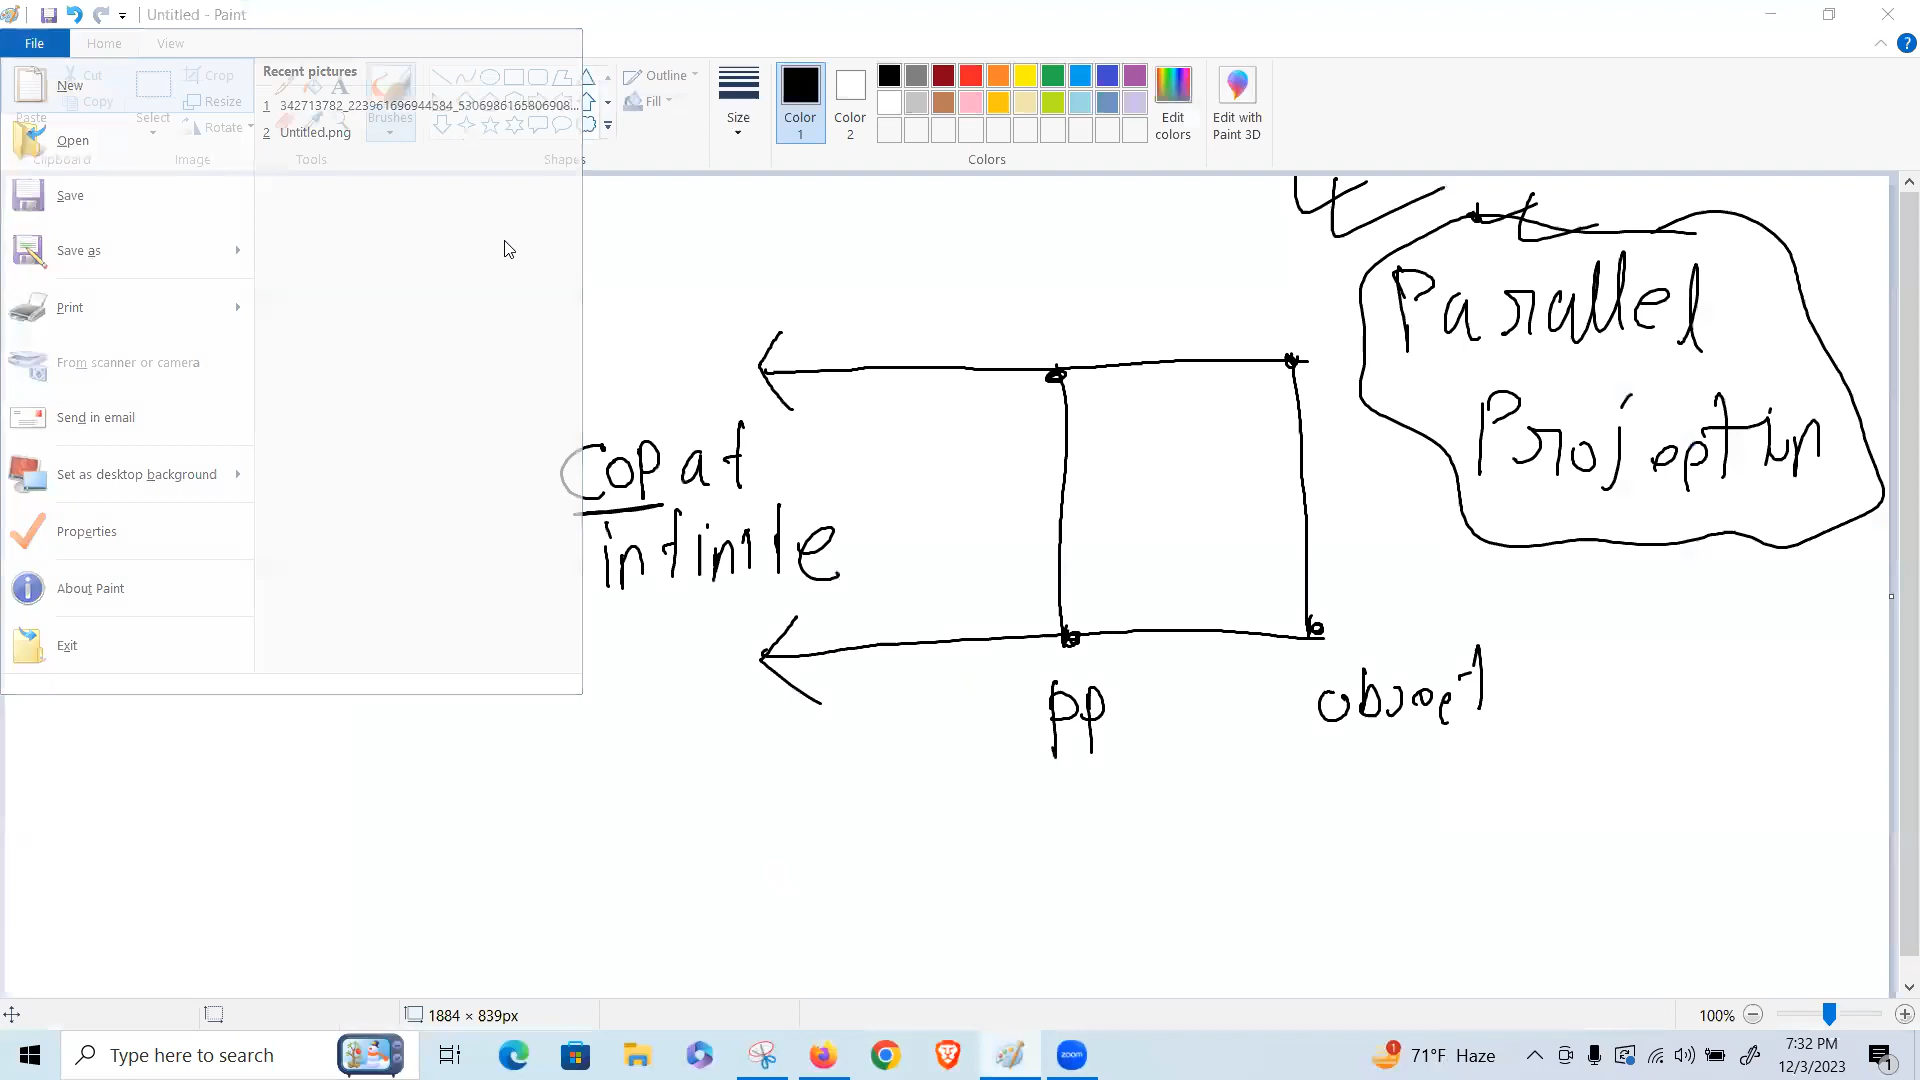 Untitled - Paint
File Home View
New
Open
Save
Save as
Print
From scanner or camera
Send in email
Set as desktop background
Properties
About Paint
Exit
Recent pictures
1 342713782_223961696944584_5306986165806908...
2 Untitled.png
Paste
Cut
Copy
Clipboard
Select
Crop
Resize
Rotate
Image
Tools
Brushes
Shapes
Outline
Fill
Size
Color 1
Color 2
Edit colors
Edit with Paint 3D
Colors
Parallel
COP at
infinite
PP
1884 × 839px
100%
Type here to search
zoom
1
71°F Haze
7:32 PM
12/3/2023
1